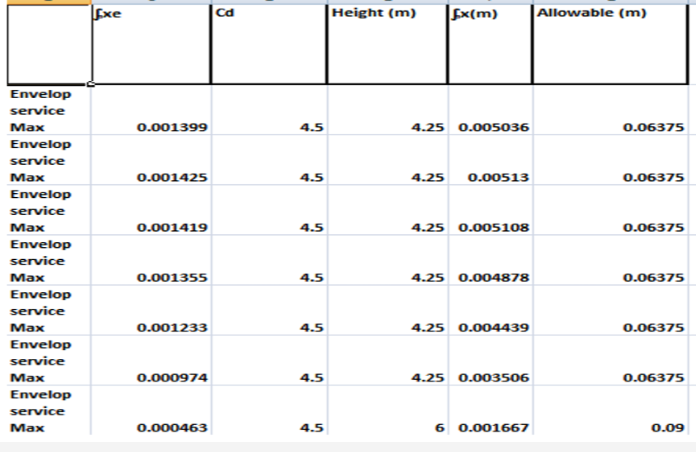 ʆxe Cd Height (m) ʆx(m) Allowable (m)
Envelop
service
Max 0.001399 4.5 4.25 0.005036 0.06375
Envelop
service
Max 0.001425 4.5 4.25 0.00513 0.06375
Envelop
service
Max 0.001419 4.5 4.25 0.005108 0.06375
Envelop
service
Max 0.001355 4.5 4.25 0.004878 0.06375
Envelop
service
Max 0.001233 4.5 4.25 0.004439 0.06375
Envelop
service
Max 0.000974 4.5 4.25 0.003506 0.06375
Envelop
service
Max 0.000463 4.5 6 0.001667 0.09